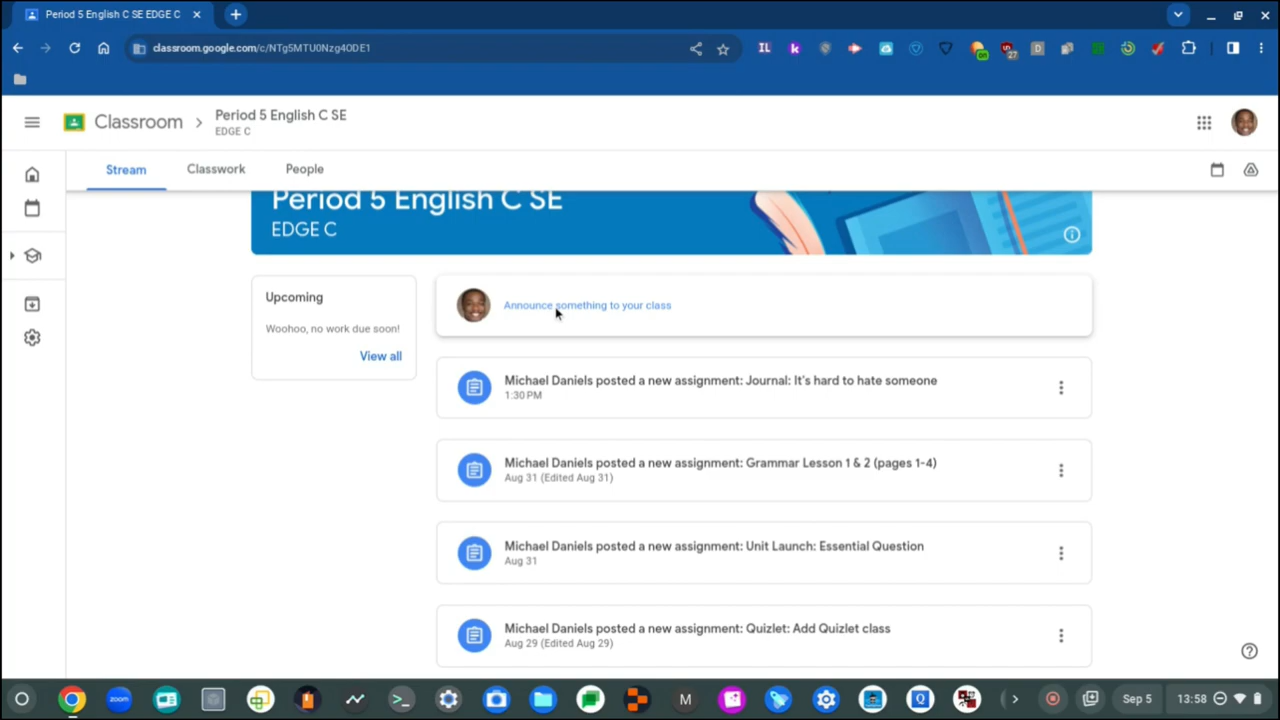 Period 5 English C SE EDGE C
classroom.google.com/c/NTg5MTU0Nzg4ODE1
IL
k
on
27
D
Classroom
Period 5 English C SE
EDGE C
Stream
Classwork
People
Period 5 English C SE
EDGE C
Upcoming
Woohoo, no work due soon!
View all
Announce something to your class
Michael Daniels posted a new assignment: Journal: It's hard to hate someone
1:30 PM
Michael Daniels posted a new assignment: Grammar Lesson 1 & 2 (pages 1-4)
Aug 31 (Edited Aug 31)
Michael Daniels posted a new assignment: Unit Launch: Essential Question
Aug 31
Michael Daniels posted a new assignment: Quizlet: Add Quizlet class
Aug 29 (Edited Aug 29)
zoom
M
Q
Sep 5
13:58